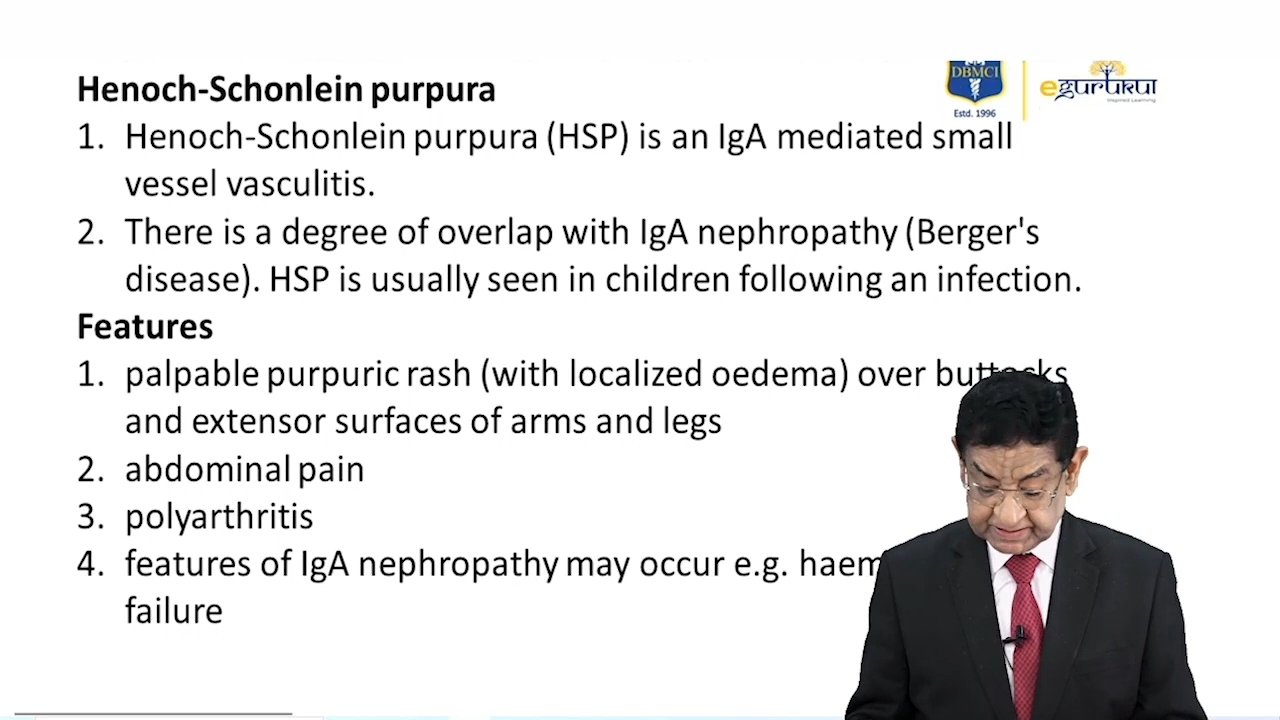 DBMCI
Estd. 1996
egurukul
Inspired Learning
Henoch-Schonlein purpura
1. Henoch-Schonlein purpura (HSP) is an IgA mediated small
vessel vasculitis.
2. There is a degree of overlap with IgA nephropathy (Berger's
disease). HSP is usually seen in children following an infection.
Features
1. palpable purpuric rash (with localized oedema) over buttocks
and extensor surfaces of arms and legs
2. abdominal pain
3. polyarthritis
4. features of IgA nephropathy may occur e.g.
failure